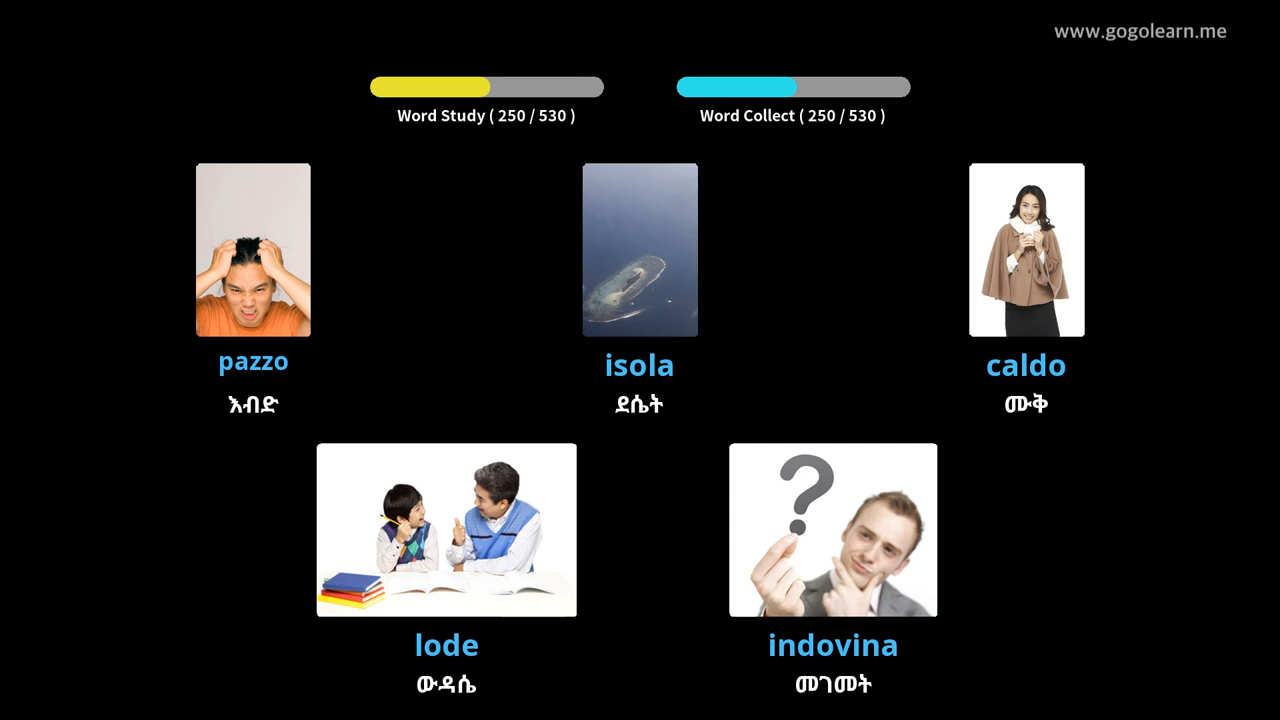 www.gogolearn.me
Word Study ( 250 / 530 )
Word Collect ( 250 / 530 )
pazzo
እብድ
isola
ደሴት
caldo
ሙቅ
lode
ውዳሴ
indovina
መገመት